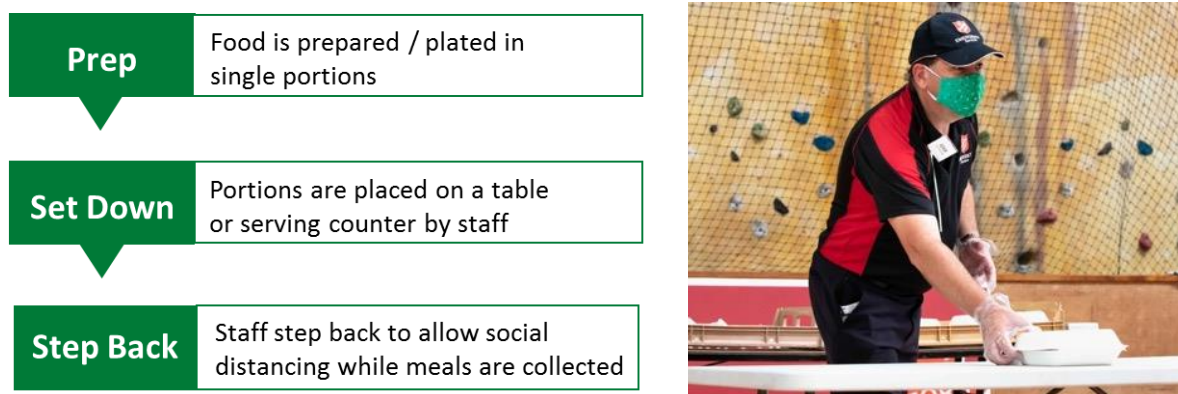 Prep
Food is prepared / plated in
single portions
Set Down
Portions are placed on a table
or serving counter by staff
Step Back
Staff step back to allow social
distancing while meals are collected